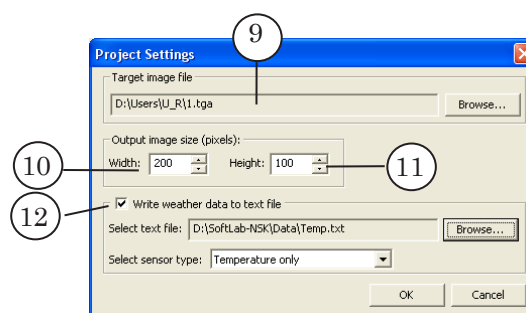 9
Project Settings
Target image file
D:\Users\U_R\1.tga Browse...
Output image size (pixels):
10 Width: 200 Height: 100 11
12 Write weather data to text file
Select text file: D:\SoftLab-NSK\Data\Temp.txt Browse...
Select sensor type: Temperature only
OK Cancel